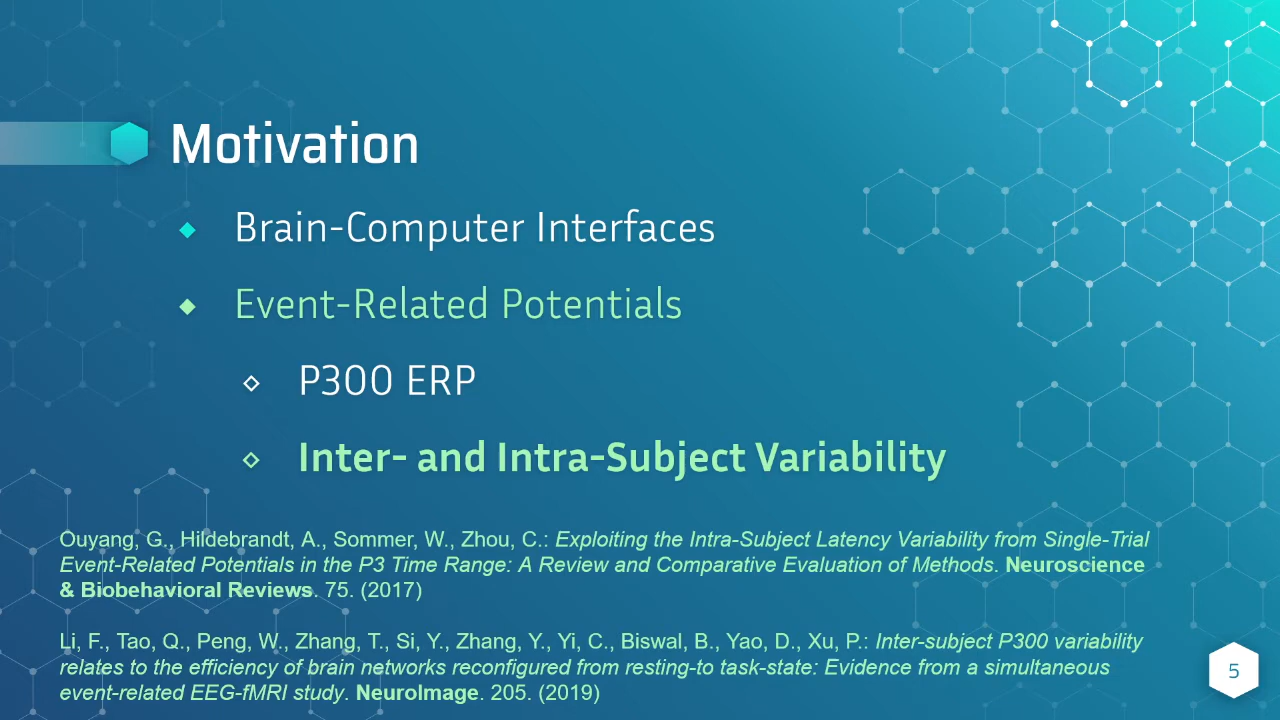 Motivation
Brain-Computer Interfaces
Event-Related Potentials
P300 ERP
Inter- and Intra-Subject Variability
Ouyang, G., Hildebrandt, A., Sommer, W., Zhou, C.: Exploiting the Intra-Subject Latency Variability from Single-Trial
Event-Related Potentials in the P3 Time Range: A Review and Comparative Evaluation of Methods. Neuroscience
& Biobehavioral Reviews. 75. (2017)
Li, F., Tao, Q., Peng, W., Zhang, T., Si, Y., Zhang, Y., Yi, C., Biswal, B., Yao, D., Xu, P.: Inter-subject P300 variability
relates to the efficiency of brain networks reconfigured from resting-to task-state: Evidence from a simultaneous
event-related EEG-fMRI study. NeuroImage. 205. (2019)
5